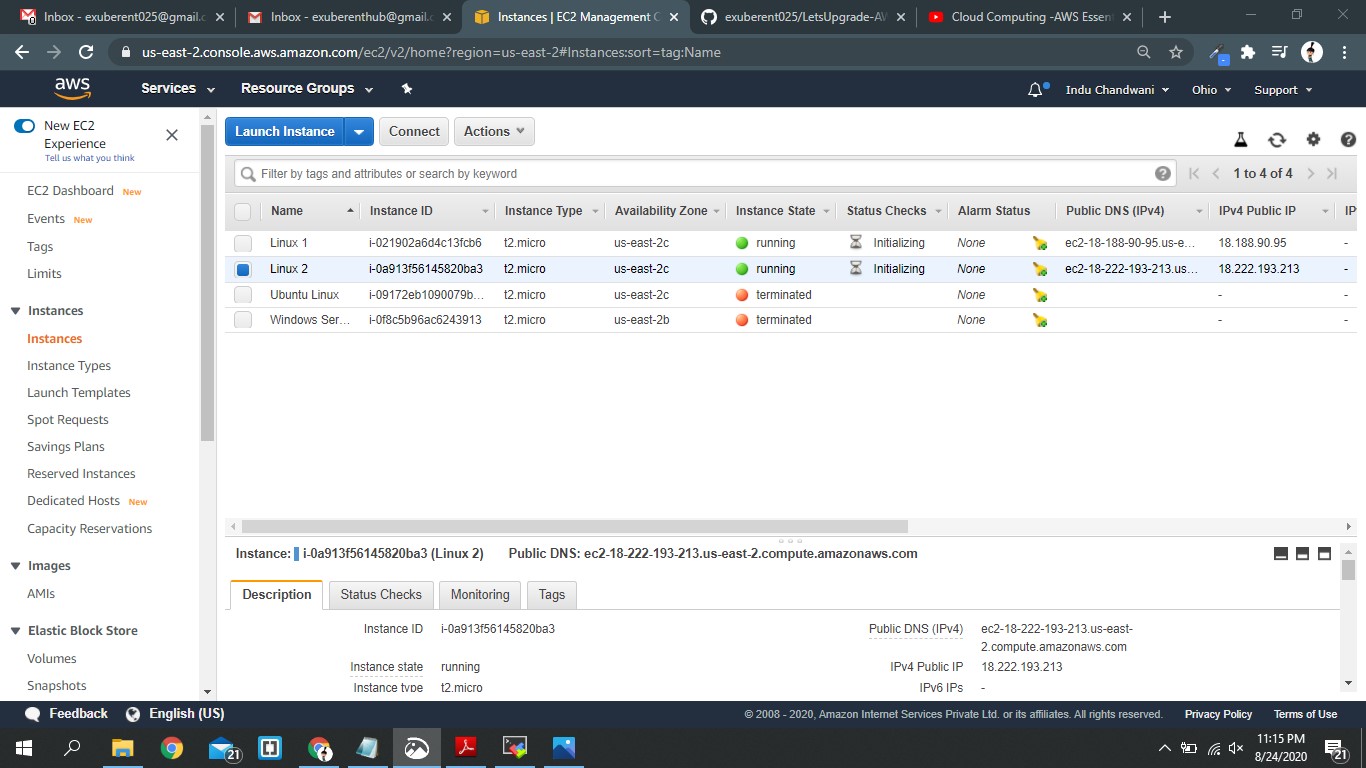 Inbox - exuberent025@gmail.c
Inbox - exuberenthub@gmail.c
Instances | EC2 Management C
exuberent025/LetsUpgrade-AW
Cloud Computing -AWS Essent
us-east-2.console.aws.amazon.com/ec2/v2/home?region=us-east-2#Instances:sort=tag:Name
aws Services Resource Groups Indu Chandwani Ohio Support
New EC2
Experience
Tell us what you think
EC2 Dashboard New
Events New
Tags
Limits
Instances
Instances
Instance Types
Launch Templates
Spot Requests
Savings Plans
Reserved Instances
Dedicated Hosts New
Capacity Reservations
Images
AMIs
Elastic Block Store
Volumes
Snapshots
Launch Instance Connect Actions
Filter by tags and attributes or search by keyword
1 to 4 of 4
Name Instance ID Instance Type Availability Zone Instance State Status Checks Alarm Status Public DNS (IPv4) IPv4 Public IP IP
Linux 1 i-021902a6d4c13fcb6 t2.micro us-east-2c running Initializing None ec2-18-188-90-95.us-e... 18.188.90.95 -
Linux 2 i-0a913f56145820ba3 t2.micro us-east-2c running Initializing None ec2-18-222-193-213.us... 18.222.193.213 -
Ubuntu Linux i-09172eb1090079b... t2.micro us-east-2c terminated None - -
Windows Ser... i-0f8c5b96ac6243913 t2.micro us-east-2b terminated None - -
Instance: i-0a913f56145820ba3 (Linux 2) Public DNS: ec2-18-222-193-213.us-east-2.compute.amazonaws.com
Description Status Checks Monitoring Tags
Instance ID i-0a913f56145820ba3
Instance state running
Instance type t2.micro
Public DNS (IPv4) ec2-18-222-193-213.us-east-
2.compute.amazonaws.com
IPv4 Public IP 18.222.193.213
IPv6 IPs -
Feedback English (US)
© 2008 - 2020, Amazon Internet Services Private Ltd. or its affiliates. All rights reserved. Privacy Policy Terms of Use
21
11:15 PM
8/24/2020
21